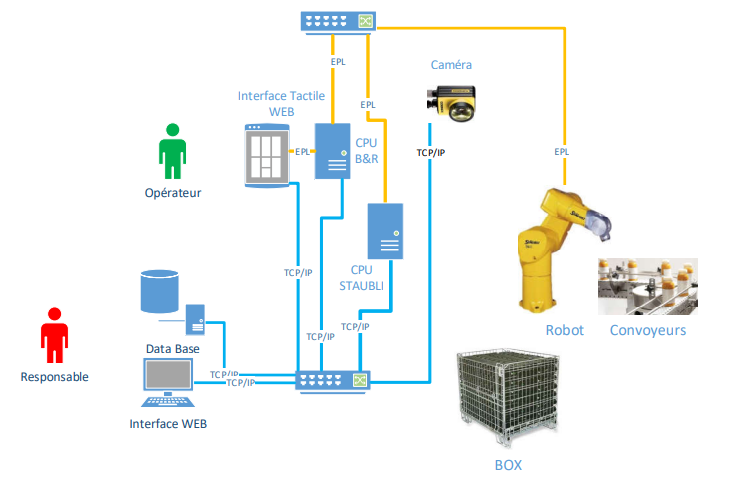 EPL
Caméra
Interface Tactile
WEB
EPL
CPU
B&R
EPL
TCP/IP
EPL
Opérateur
CPU
STAUBLI
TCP/IP
TCP/IP
TCP/IP
Robot
Convoyeurs
Data Base
Responsable
TCP/IP
TCP/IP
Interface WEB
BOX